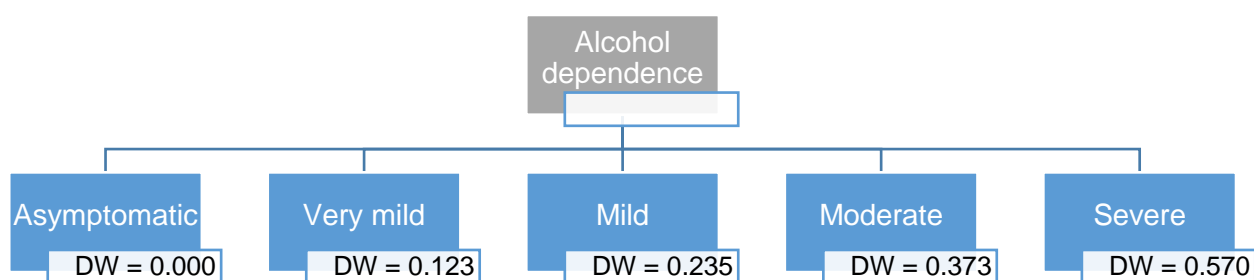 Alcohol
dependence
Asymptomatic
DW = 0.000
Very mild
DW = 0.123
Mild
DW = 0.235
Moderate
DW = 0.373
Severe
DW = 0.570